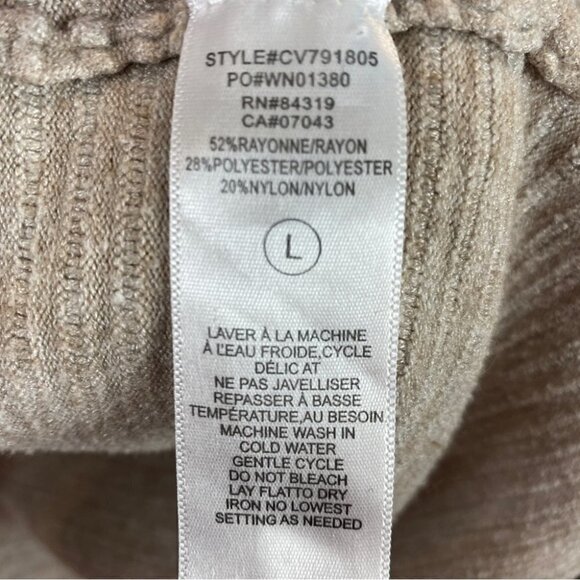 STYLE#CV791805
PO#WN01380
RN#84319
CA#07043
52%RAYONNE/RAYON
28%POLYESTER/POLYESTER
20%NYLON/NYLON
L
LAVER À LA MACHINE
À L'EAU FROIDE,CYCLE
DÉLIC AT
NE PAS JAVELLISER
REPASSER À BASSE
TEMPÉRATURE,AU BESOIN
MACHINE WASH IN
COLD WATER
GENTLE CYCLE
DO NOT BLEACH
LAY FLATTO DRY
IRON NO LOWEST
SETTING AS NEEDED